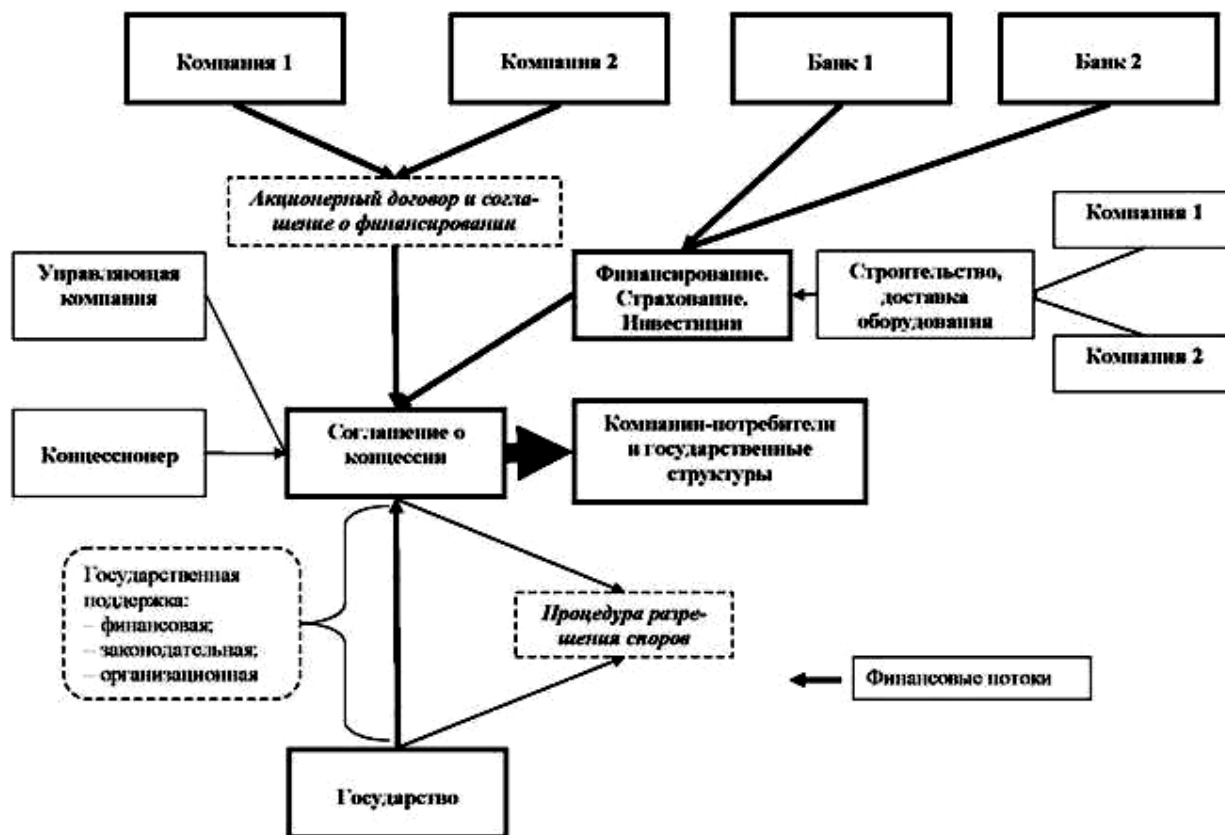 Компания 1
Компания 2
Банк 1
Банк 2
Акционерный договор и согла-
шение о финансировании
Компания 1
Управляющая
компания
Финансирование.
Страхование.
Инвестиции
Строительство,
доставка
оборудования
Компания 2
Концессионер
Соглашение о
концессии
Компании-потребители
и государственные
структуры
Государственная
поддержка:
– финансовая;
– законодательная;
– организационная
Процедура разре-
шения споров
Финансовые потоки
Государство